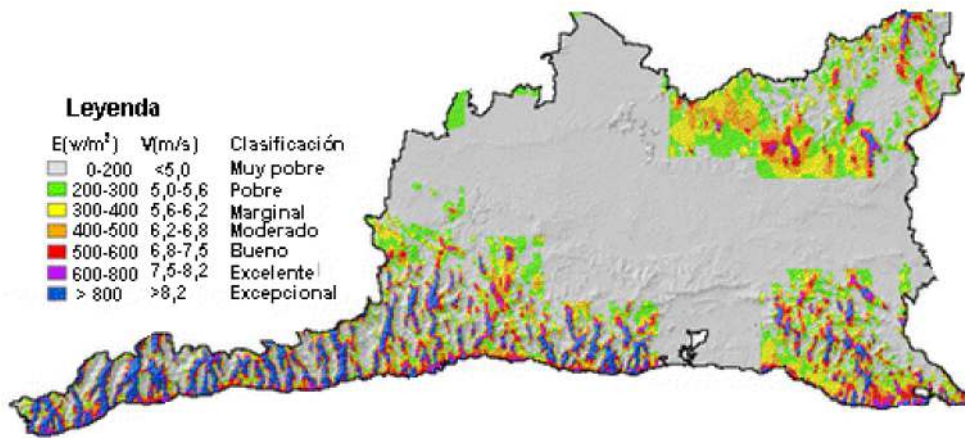 Leyenda
E(w/m²) V(m/s) Clasificación
0-200 <5,0 Muy pobre
200-300 5,0-5,6 Pobre
300-400 5,6-6,2 Marginal
400-500 6,2-6,8 Moderado
500-600 6,8-7,5 Bueno
600-800 7,5-8,2 Excelente
> 800 >8,2 Excepcional